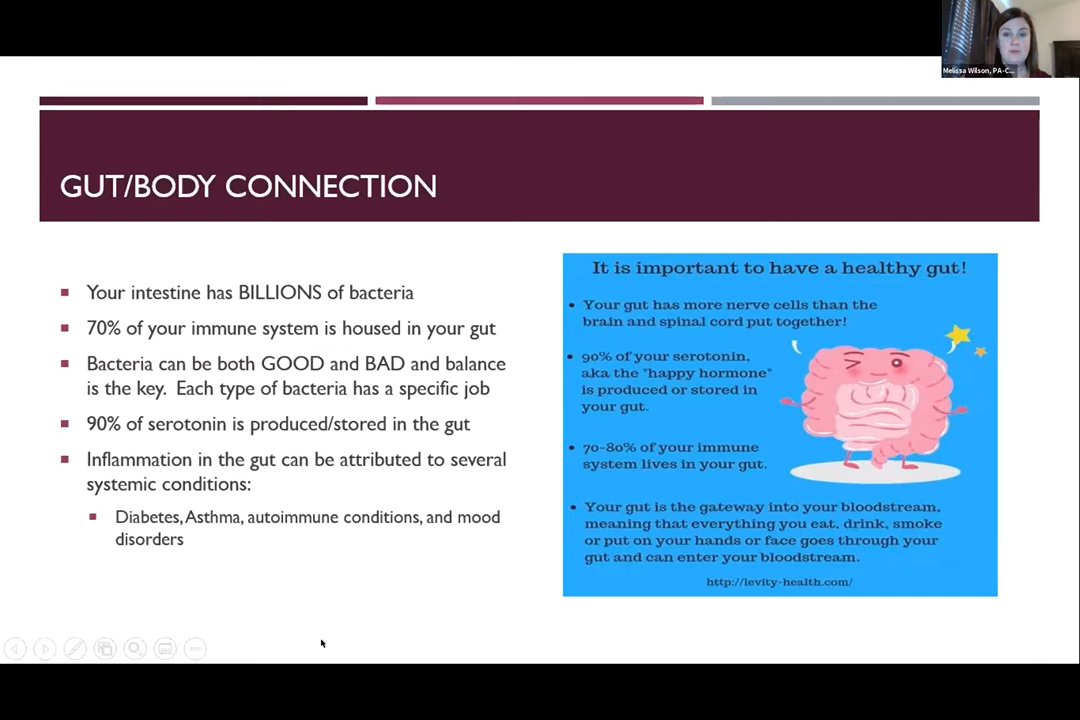 Melissa Wilson, PA-C...
GUT/BODY CONNECTION
Your intestine has BILLIONS of bacteria
70% of your immune system is housed in your gut
Bacteria can be both GOOD and BAD and balance
is the key. Each type of bacteria has a specific job
90% of serotonin is produced/stored in the gut
Inflammation in the gut can be attributed to several
systemic conditions:
Diabetes, Asthma, autoimmune conditions, and mood
disorders
It is important to have a healthy gut!
Your gut has more nerve cells than the
brain and spinal cord put together!
90% of your serotonin,
aka the "happy hormone"
is produced or stored in
your gut.
70-80% of your immune
system lives in your gut.
Your gut is the gateway into your bloodstream,
meaning that everything you eat, drink, smoke
or put on your hands or face goes through your
gut and can enter your bloodstream.
http://levity-health.com/